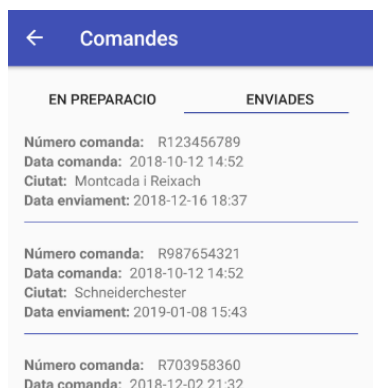 Comandes
EN PREPARACIO ENVIADES
Número comanda: R123456789
Data comanda: 2018-10-12 14:52
Ciutat: Montcada i Reixach
Data enviament: 2018-12-16 18:37
Número comanda: R987654321
Data comanda: 2018-10-12 14:52
Ciutat: Schneiderchester
Data enviament: 2019-01-08 15:43
Número comanda: R703958360
Data comanda: 2018-12-02 21:32